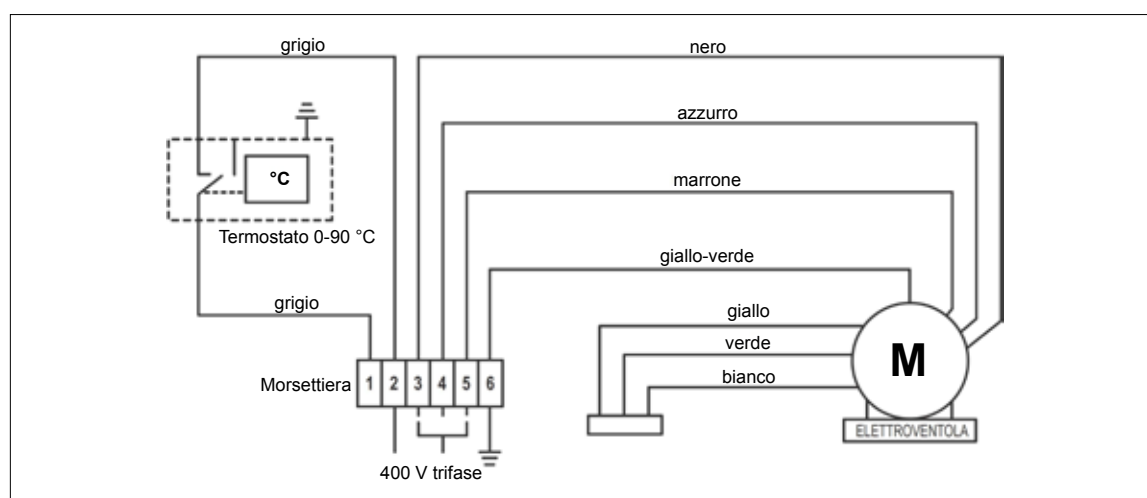 grigio
nero
azzurro
°C
marrone
Termostato 0-90 °C
giallo-verde
grigio
giallo
verde
bianco
M
Morsettiera 1 2 3 4 5 6
ELETTROVENTOLA
400 V trifase